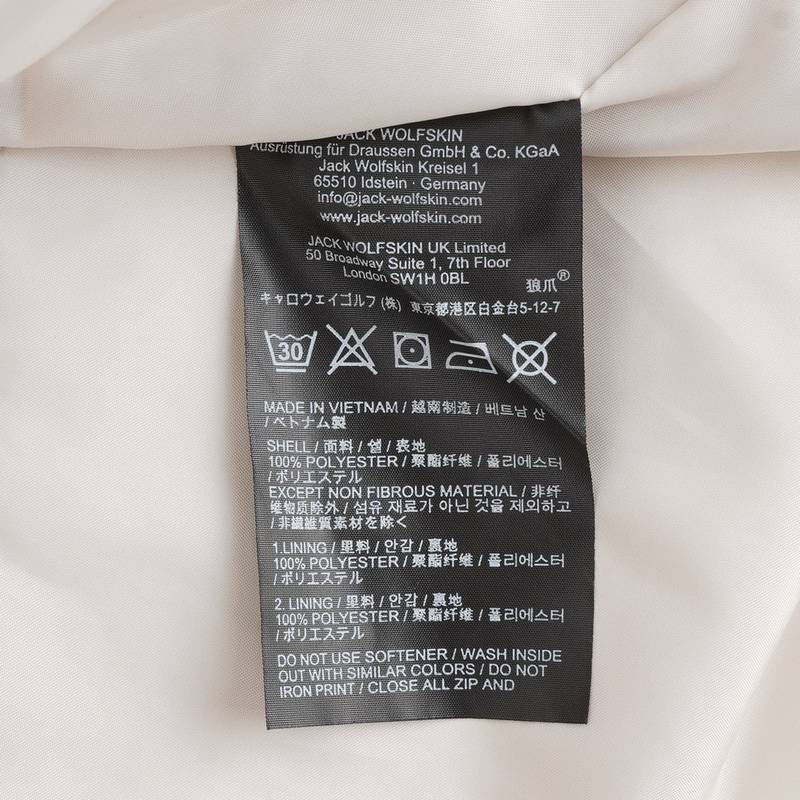 JACK WOLFSKIN
Ausrüstung für Draussen GmbH & Co. KGaA
Jack Wolfskin Kreisel 1
65510 Idstein · Germany
info@jack-wolfskin.com
www.jack-wolfskin.com
JACK WOLFSKIN UK Limited
50 Broadway Suite 1, 7th Floor
London SW1H 0BL
狼爪®
キャロウェイゴルフ(株) 東京都港区白金台5-12-7
30
MADE IN VIETNAM / 越南制造 / 베트남 산
/ ベトナム製
SHELL / 面料 / 쉘 / 表地
100% POLYESTER / 聚酯纤维 / 폴리에스터
/ ポリエステル
EXCEPT NON FIBROUS MATERIAL / 非纤
维物质除外 / 섬유 재료가 아닌 것을 제외하고
/ 非繊維質素材を除く
1.LINING / 里料 / 안감 / 裏地
100% POLYESTER / 聚酯纤维 / 폴리에스터
/ ポリエステル
2. LINING / 里料 / 안감 / 裏地
100% POLYESTER / 聚酯纤维 / 폴리에스터
/ ポリエステル
DO NOT USE SOFTENER / WASH INSIDE
OUT WITH SIMILAR COLORS / DO NOT
IRON PRINT / CLOSE ALL ZIP AND